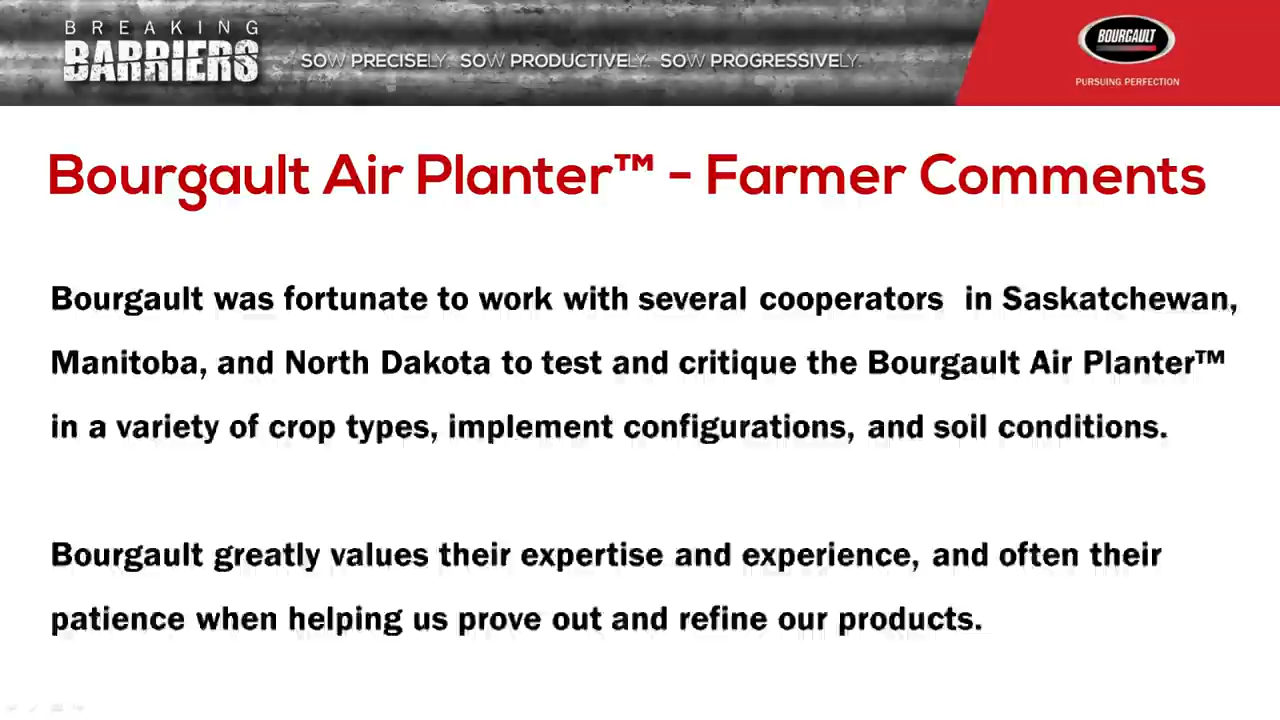 BREAKING
BARRIERS
SOW PRECISELY. SOW PRODUCTIVELY. SOW PROGRESSIVELY.
BOURGAULT
PURSUING PERFECTION
Bourgault Air Planter™ - Farmer Comments
Bourgault was fortunate to work with several cooperators in Saskatchewan,
Manitoba, and North Dakota to test and critique the Bourgault Air Planter™
in a variety of crop types, implement configurations, and soil conditions.
Bourgault greatly values their expertise and experience, and often their
patience when helping us prove out and refine our products.